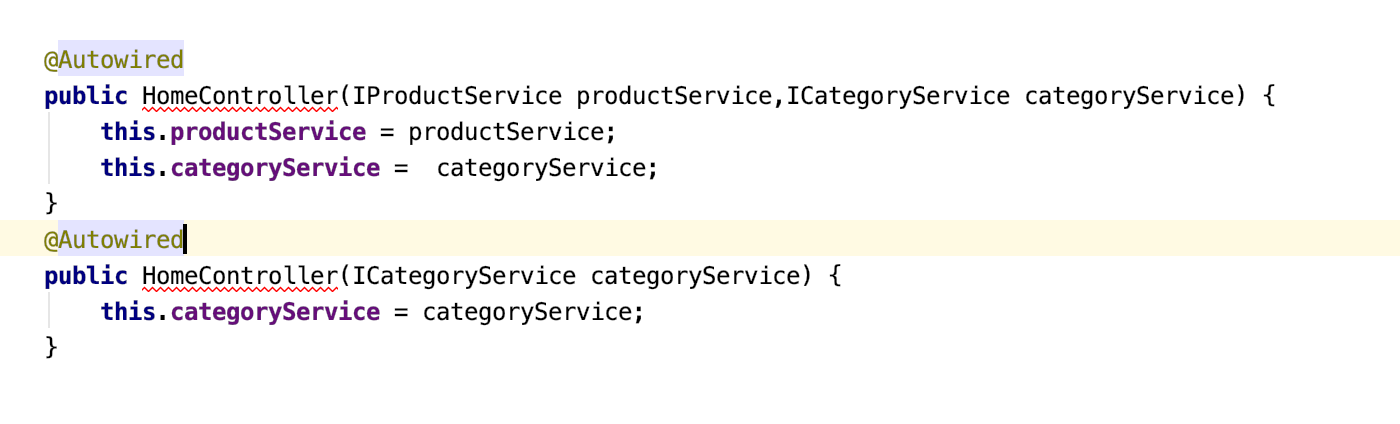 @Autowired
public HomeController(IProductService productService,ICategoryService categoryService) {
    this.productService = productService;
    this.categoryService =  categoryService;
}
@Autowired
public HomeController(ICategoryService categoryService) {
    this.categoryService = categoryService;
}